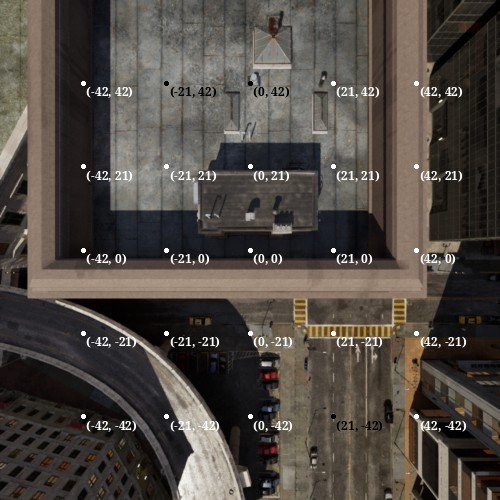 (-42, 42) (-21, 42) (0, 42) (21, 42) (42, 42)
(-42, 21) (-21, 21) (0, 21) (21, 21) (42, 21)
(-42, 0) (-21, 0) (0, 0) (21, 0) (42, 0)
(-42, -21) (-21, -21) (0, -21) (21, -21) (42, -21)
(-42, -42) (-21, -42) (0, -42) (21, -42) (42, -42)